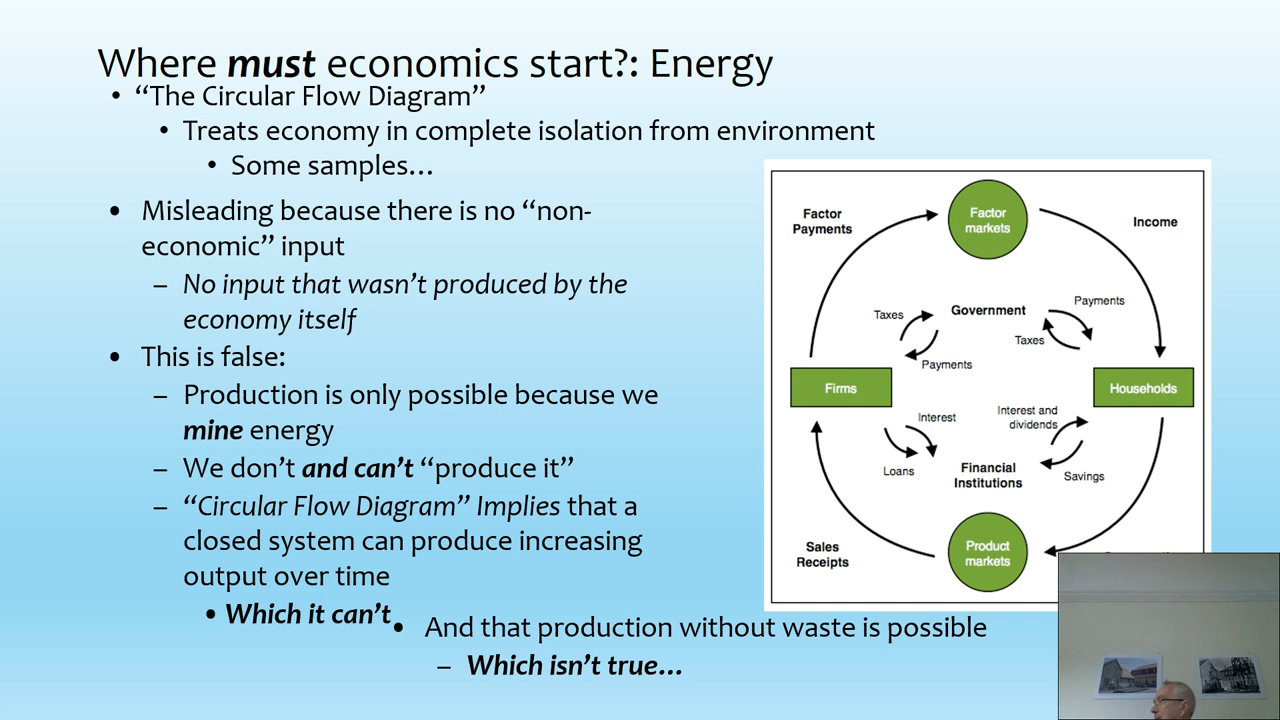 Where must economics start?: Energy
• “The Circular Flow Diagram”
• Treats economy in complete isolation from environment
• Some samples…
• Misleading because there is no “non-
economic” input
– No input that wasn’t produced by the
economy itself
• This is false:
– Production is only possible because we
mine energy
– We don’t and can’t “produce it”
– “Circular Flow Diagram” Implies that a
closed system can produce increasing
output over time
• Which it can’t
• And that production without waste is possible
– Which isn’t true…
Factor
Payments
Factor
markets
Income
Taxes
Government
Payments
Taxes
Payments
Firms
Households
Interest
Interest and
dividends
Loans
Financial
Institutions
Savings
Sales
Receipts
Product
markets